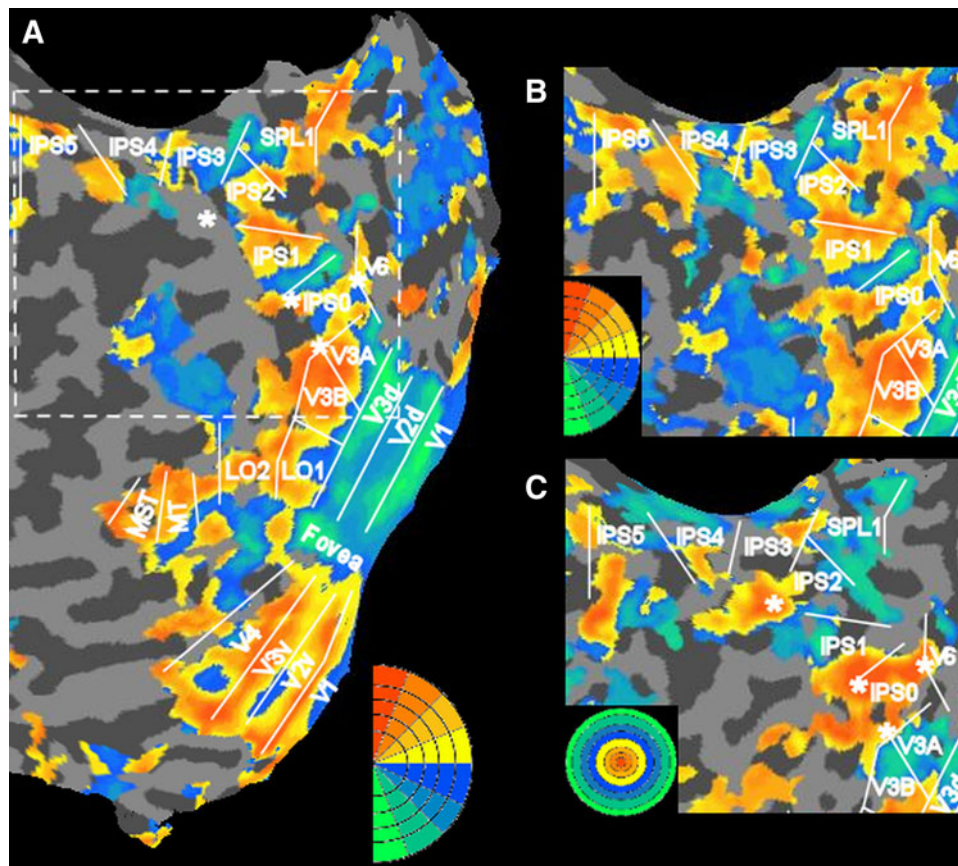 A
IPS5
IPS4
IPS3
SPL1
IPS2
*
IPS1
V6
*
IPS0
*
*
V3A
V3B
V3d
V2d
V1
LO2
LO1
MST
MT
Fovea
V4
V3v
V2v
V1
B
IPS5
IPS4
IPS3
SPL1
IPS2
IPS1
V6
IPS0
V3A
V3B
C
IPS5
IPS4
IPS3
SPL1
IPS2
*
IPS1
V6
*
IPS0
*
*
V3A
V3B
V3d